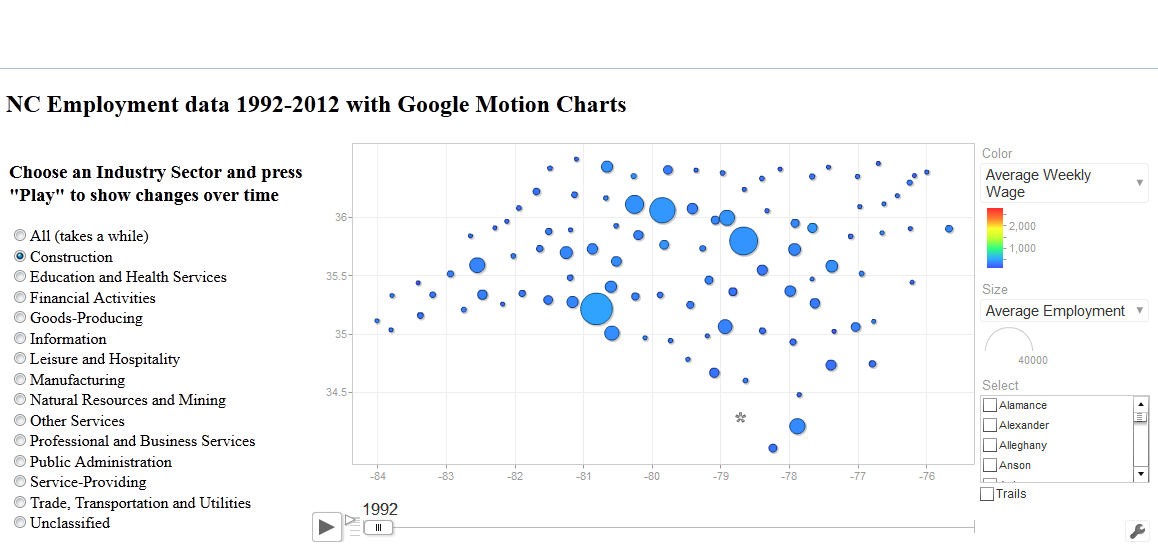 NC Employment data 1992-2012 with Google Motion Charts
Choose an Industry Sector and press
"Play" to show changes over time
All (takes a while)
Construction
Education and Health Services
Financial Activities
Goods-Producing
Information
Leisure and Hospitality
Manufacturing
Natural Resources and Mining
Other Services
Professional and Business Services
Public Administration
Service-Providing
Trade, Transportation and Utilities
Unclassified
36
35.5
35
34.5
-84 -83 -82 -81 -80 -79 -78 -77 -76
1992
Color
Average Weekly
Wage
2,000
1,000
Size
Average Employment
40000
Select
Alamance
Alexander
Alleghany
Anson
Trails